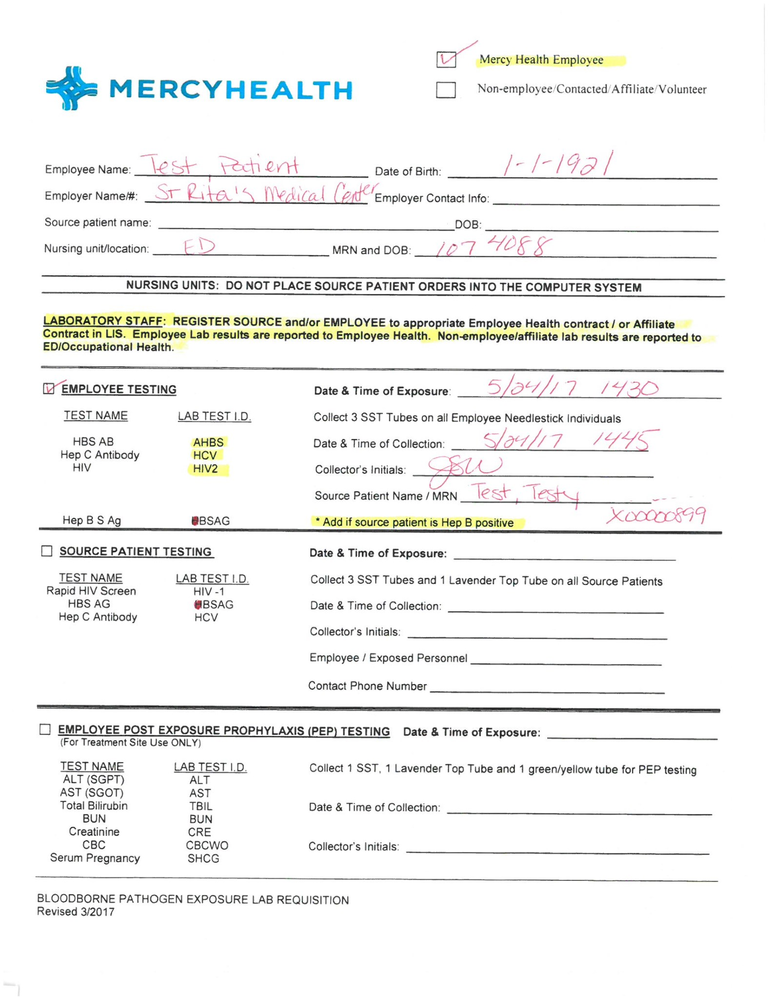 Mercy Health Employee
MERCYHEALTH
Non-employee/Contacted/Affiliate/Volunteer
Employee Name: Test Patient Date of Birth: 1-1-1921
Employer Name/#: St Rita's Medical Center Employer Contact Info:
Source patient name: DOB:
Nursing unit/location: ED MRN and DOB: 107 4088
NURSING UNITS: DO NOT PLACE SOURCE PATIENT ORDERS INTO THE COMPUTER SYSTEM
LABORATORY STAFF: REGISTER SOURCE and/or EMPLOYEE to appropriate Employee Health contract / or Affiliate
Contract in LIS. Employee Lab results are reported to Employee Health. Non-employee/affiliate lab results are reported to
ED/Occupational Health.
EMPLOYEE TESTING Date & Time of Exposure: 5/24/17 1430
TEST NAME LAB TEST I.D. Collect 3 SST Tubes on all Employee Needlestick Individuals
HBS AB AHBS Date & Time of Collection: 5/24/17 1445
Hep C Antibody HCV
HIV HIV2 Collector's Initials: JSW
Source Patient Name / MRN Test, Testy
X00000899
Hep B S Ag HBSAG * Add if source patient is Hep B positive
SOURCE PATIENT TESTING Date & Time of Exposure:
TEST NAME LAB TEST I.D. Collect 3 SST Tubes and 1 Lavender Top Tube on all Source Patients
Rapid HIV Screen HIV -1
HBS AG HBSAG Date & Time of Collection:
Hep C Antibody HCV
Collector's Initials:
Employee / Exposed Personnel
Contact Phone Number
EMPLOYEE POST EXPOSURE PROPHYLAXIS (PEP) TESTING Date & Time of Exposure:
(For Treatment Site Use ONLY)
TEST NAME LAB TEST I.D. Collect 1 SST, 1 Lavender Top Tube and 1 green/yellow tube for PEP testing
ALT (SGPT) ALT
AST (SGOT) AST
Total Bilirubin TBIL Date & Time of Collection:
BUN BUN
Creatinine CRE
CBC CBCWO Collector's Initials:
Serum Pregnancy SHCG
BLOODBORNE PATHOGEN EXPOSURE LAB REQUISITION
Revised 3/2017